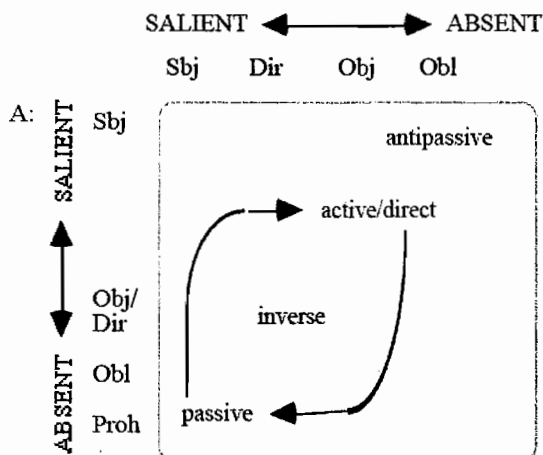 SALIENT ABSENT
Sbj Dir Obj Obl
A: SALIENT Sbj
antipassive
active/direct
Obj/
Dir inverse
ABSENT Obl
Proh passive